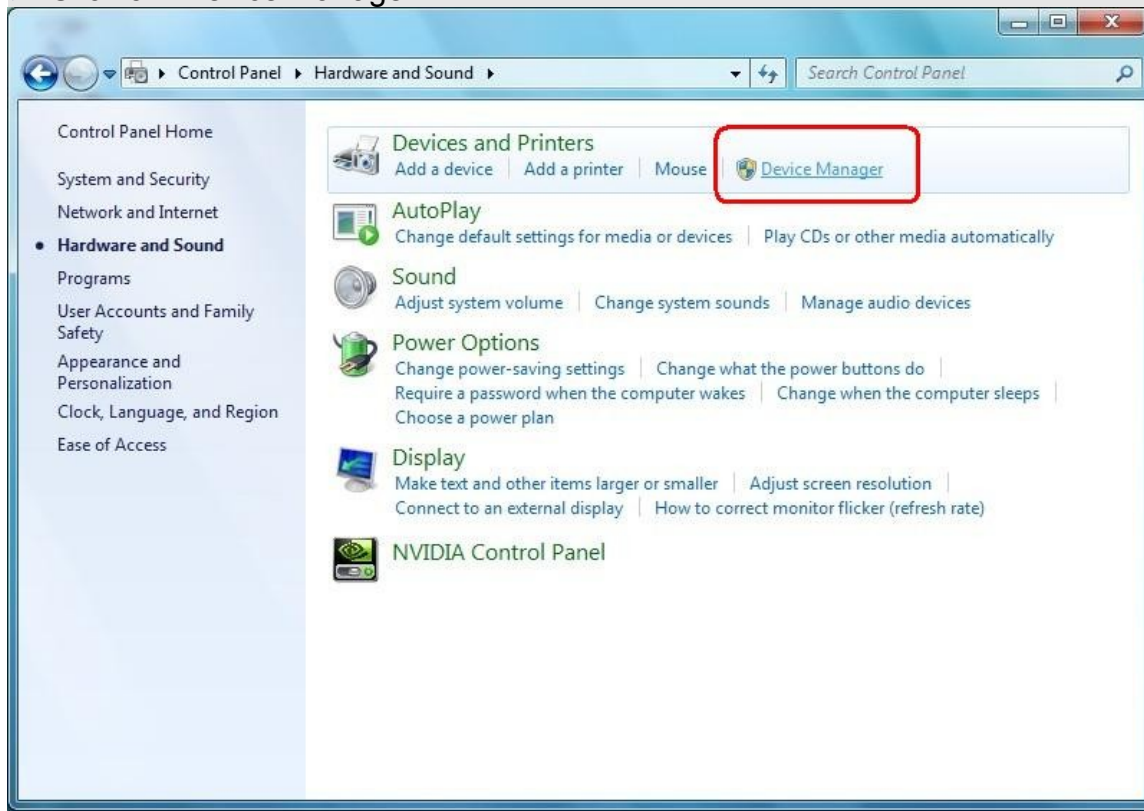 Control Panel ▸ Hardware and Sound ▸
Search Control Panel
Control Panel Home
System and Security
Network and Internet
• Hardware and Sound
Programs
User Accounts and Family
Safety
Appearance and
Personalization
Clock, Language, and Region
Ease of Access
Devices and Printers
Add a device | Add a printer | Mouse | Device Manager
AutoPlay
Change default settings for media or devices | Play CDs or other media automatically
Sound
Adjust system volume | Change system sounds | Manage audio devices
Power Options
Change power-saving settings | Change what the power buttons do |
Require a password when the computer wakes | Change when the computer sleeps |
Choose a power plan
Display
Make text and other items larger or smaller | Adjust screen resolution |
Connect to an external display | How to correct monitor flicker (refresh rate)
NVIDIA Control Panel